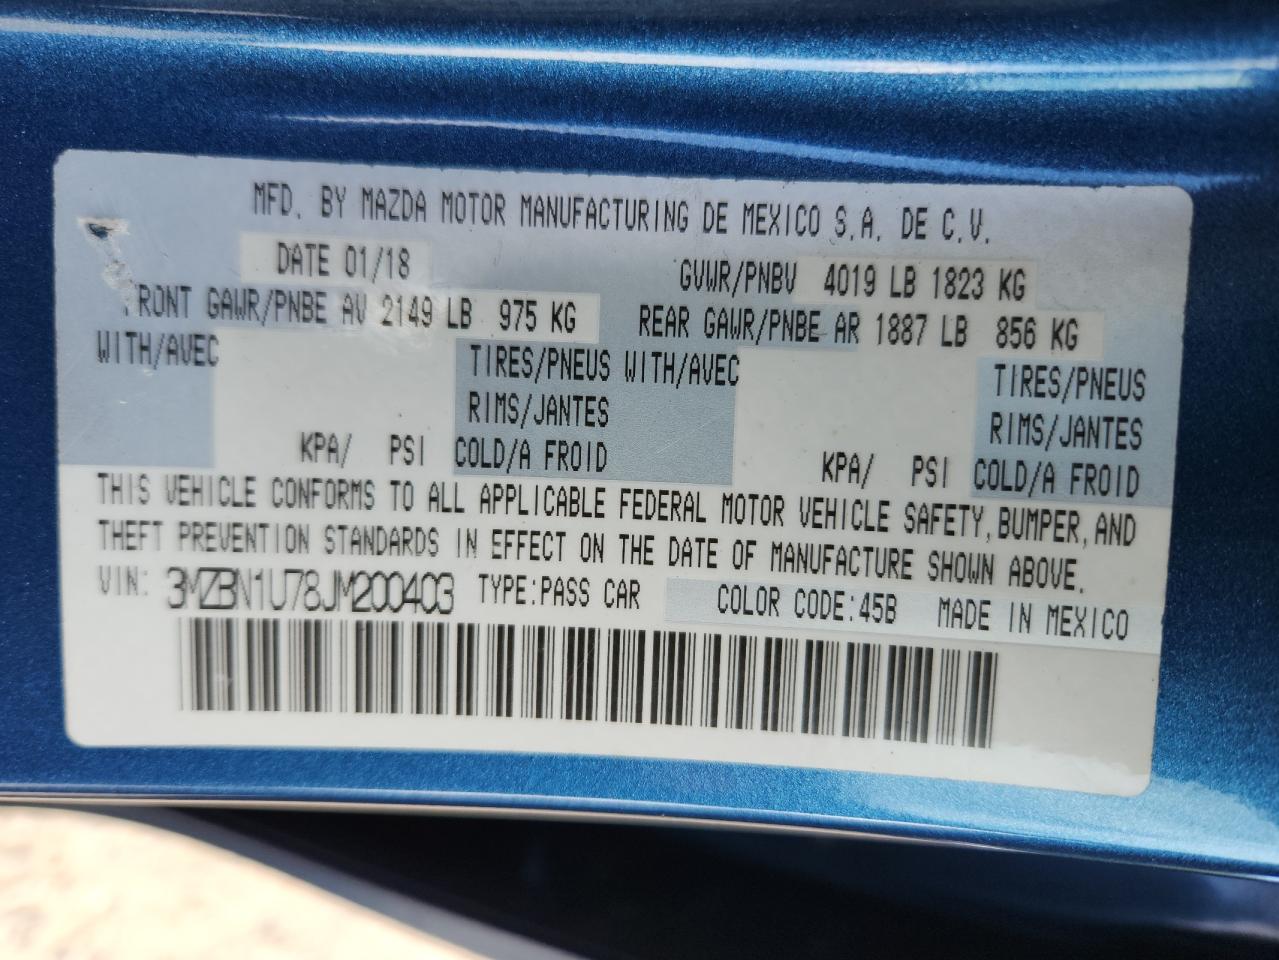 MFD. BY MAZDA MOTOR MANUFACTURING DE MEXICO S.A. DE C.V.
DATE 01/18 GVWR/PNBV 4019 LB 1823 KG
FRONT GAWR/PNBE AV 2149 LB 975 KG REAR GAWR/PNBE AR 1887 LB 856 KG
WITH/AVEC TIRES/PNEUS WITH/AVEC TIRES/PNEUS
RIMS/JANTES RIMS/JANTES
KPA/ PSI COLD/A FROID KPA/ PSI COLD/A FROID
THIS VEHICLE CONFORMS TO ALL APPLICABLE FEDERAL MOTOR VEHICLE SAFETY, BUMPER, AND
THEFT PREVENTION STANDARDS IN EFFECT ON THE DATE OF MANUFACTURE SHOWN ABOVE.
VIN: 3MZBN1U78JM200403 TYPE:PASS CAR COLOR CODE:45B MADE IN MEXICO